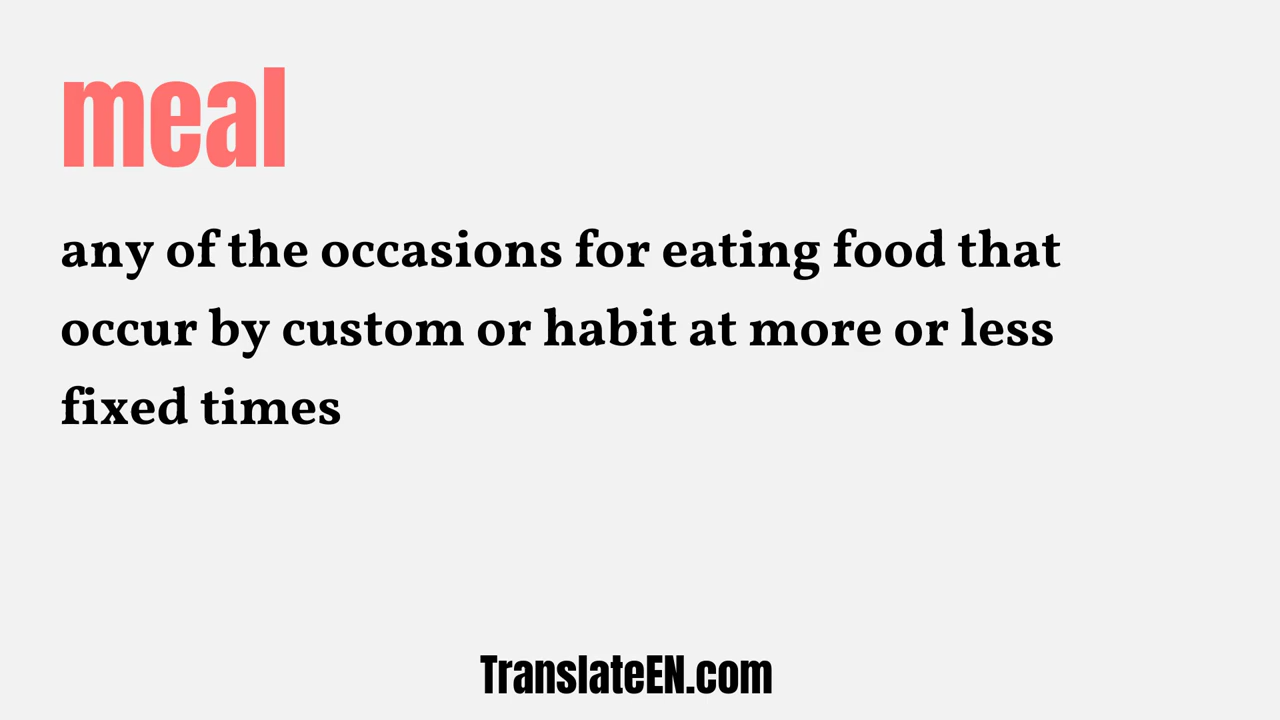 meal
any of the occasions for eating food that
occur by custom or habit at more or less
fixed times
TranslateEN.com